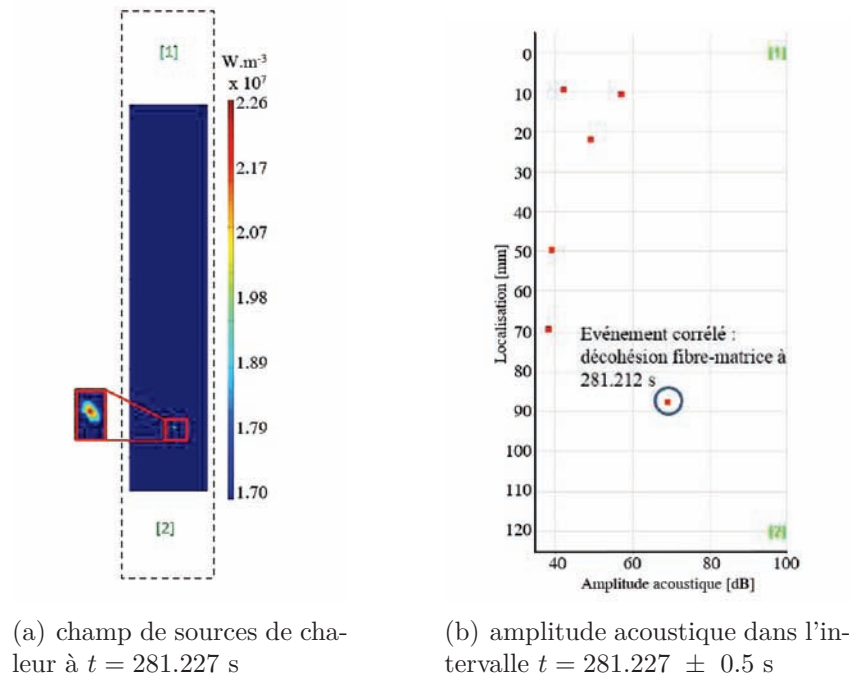 [1]
W.m⁻³
x 10⁷
2.26
2.17
2.07
1.98
1.89
1.79
1.70
[2]
(a) champ de sources de cha-
leur à t = 281.227 s
0
10
20
30
40
50
60
70
80
90
100
110
120
Localisation [mm]
[1]
Evénement corrélé :
décohésion fibre-matrice à
281.212 s
[2]
40
60
80
100
Amplitude acoustique [dB]
(b) amplitude acoustique dans l'in-
tervalle t = 281.227 ± 0.5 s